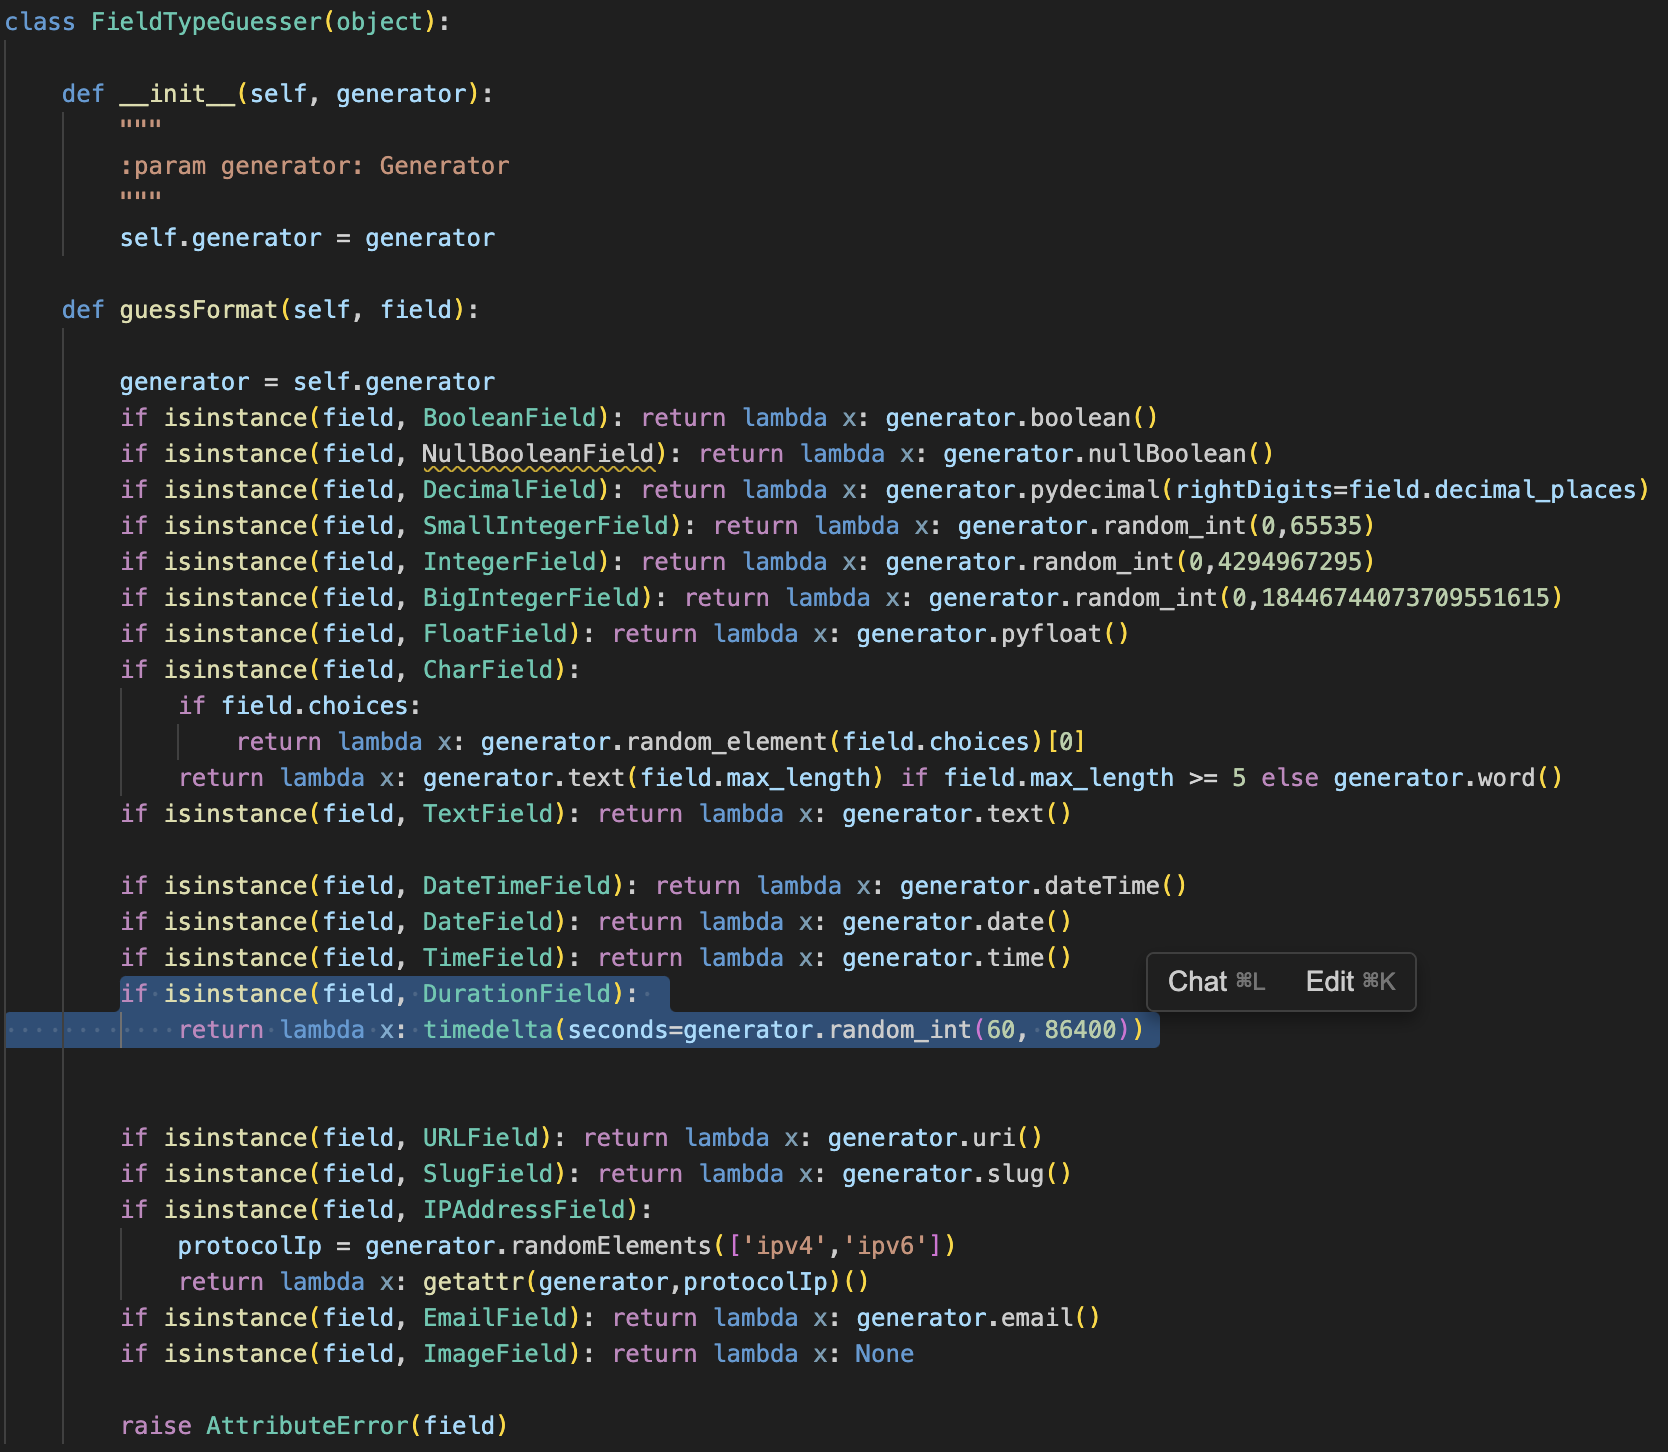 class FieldTypeGuesser(object):
def __init__(self, generator):
"""
:param generator: Generator
"""
self.generator = generator
def guessFormat(self, field):
generator = self.generator
if isinstance(field, BooleanField): return lambda x: generator.boolean()
if isinstance(field, NullBooleanField): return lambda x: generator.nullBoolean()
if isinstance(field, DecimalField): return lambda x: generator.pydecimal(rightDigits=field.decimal_places)
if isinstance(field, SmallIntegerField): return lambda x: generator.random_int(0,65535)
if isinstance(field, IntegerField): return lambda x: generator.random_int(0,4294967295)
if isinstance(field, BigIntegerField): return lambda x: generator.random_int(0,18446744073709551615)
if isinstance(field, FloatField): return lambda x: generator.pyfloat()
if isinstance(field, CharField):
if field.choices:
return lambda x: generator.random_element(field.choices)[0]
return lambda x: generator.text(field.max_length) if field.max_length >= 5 else generator.word()
if isinstance(field, TextField): return lambda x: generator.text()
if isinstance(field, DateTimeField): return lambda x: generator.dateTime()
if isinstance(field, DateField): return lambda x: generator.date()
if isinstance(field, TimeField): return lambda x: generator.time()
Chat ⌘L Edit ⌘K
if isinstance(field, DurationField):
return lambda x: timedelta(seconds=generator.random_int(60, 86400))
if isinstance(field, URLField): return lambda x: generator.uri()
if isinstance(field, SlugField): return lambda x: generator.slug()
if isinstance(field, IPAddressField):
protocolIp = generator.randomElements(['ipv4','ipv6'])
return lambda x: getattr(generator,protocolIp)()
if isinstance(field, EmailField): return lambda x: generator.email()
if isinstance(field, ImageField): return lambda x: None
raise AttributeError(field)